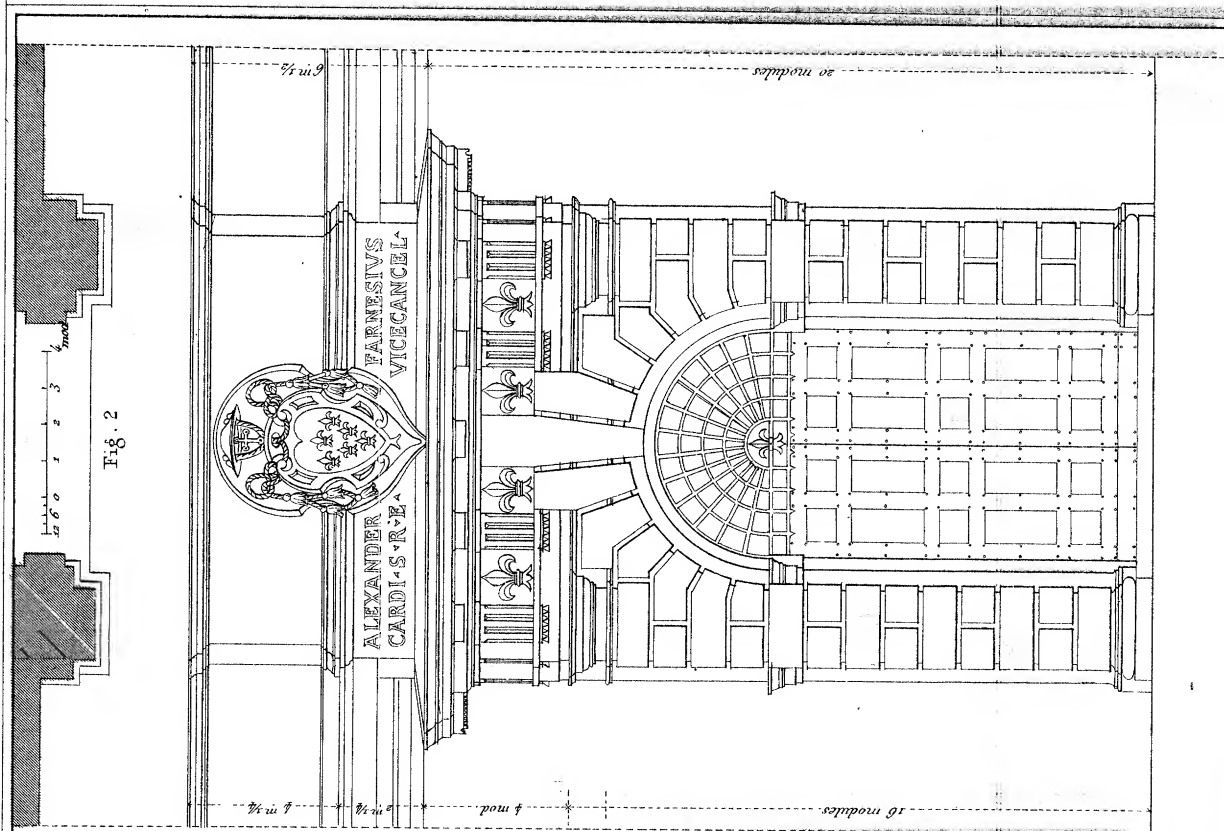 12 6 0 1 2 3 4 mod
Fig. 2
ALEXANDER FARNESIVS
CARDI·S·R·E· VICECANCEL·
6 m 1/2
20 modules
4 m 1/4
2 m 1/4
4 mod
16 modules